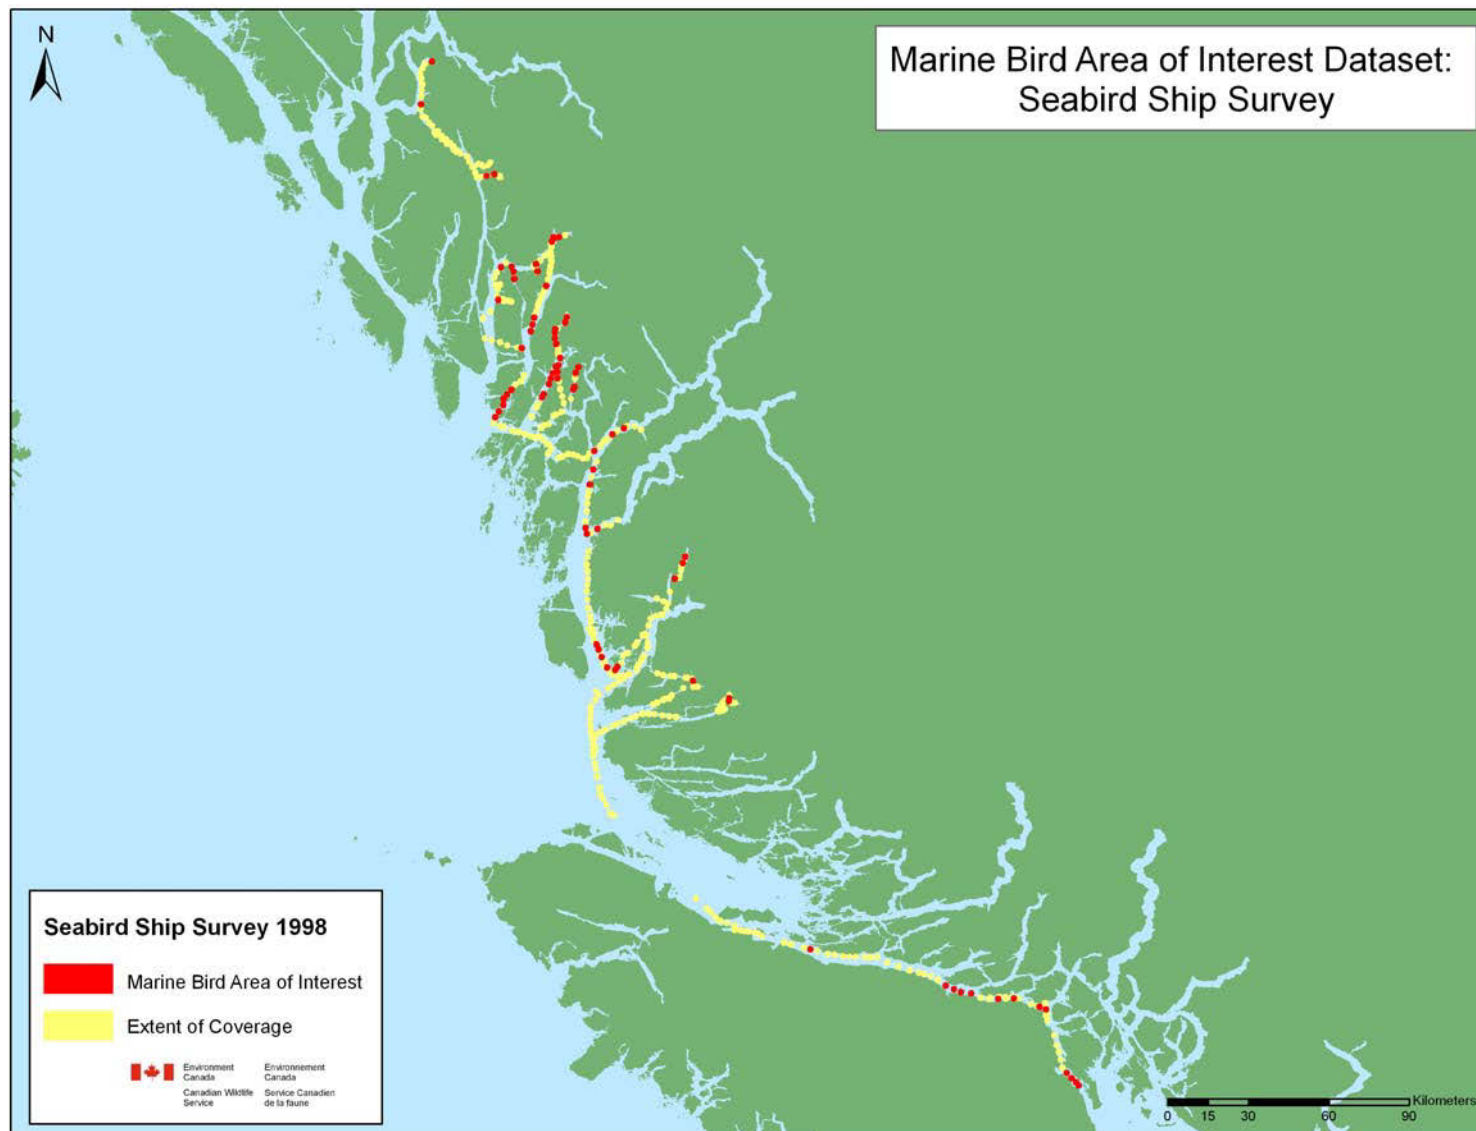 N
Marine Bird Area of Interest Dataset:
Seabird Ship Survey
Seabird Ship Survey 1998
Marine Bird Area of Interest
Extent of Coverage
Environment Canada
Environnement Canada
Canadian Wildlife Service
Service Canadien de la faune
Kilometers
0 15 30 60 90